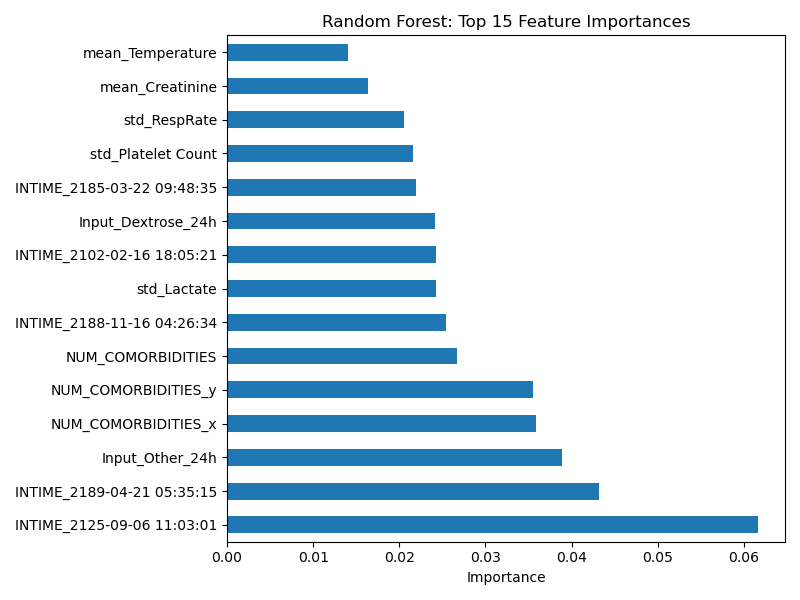 Random Forest: Top 15 Feature Importances
mean_Temperature
mean_Creatinine
std_RespRate
std_Platelet Count
INTIME_2185-03-22 09:48:35
Input_Dextrose_24h
INTIME_2102-02-16 18:05:21
std_Lactate
INTIME_2188-11-16 04:26:34
NUM_COMORBIDITIES
NUM_COMORBIDITIES_y
NUM_COMORBIDITIES_x
Input_Other_24h
INTIME_2189-04-21 05:35:15
INTIME_2125-09-06 11:03:01
0.00 0.01 0.02 0.03 0.04 0.05 0.06
Importance